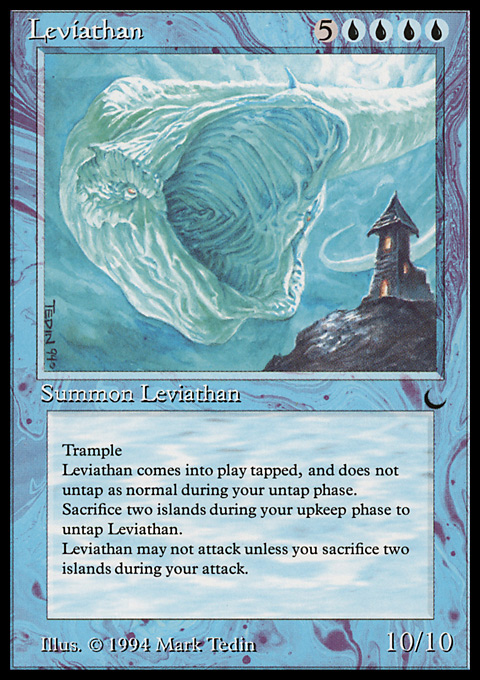 Leviathan 5
TEDIN 94©
Summon Leviathan
Trample
Leviathan comes into play tapped, and does not
untap as normal during your untap phase.
Sacrifice two islands during your upkeep phase to
untap Leviathan.
Leviathan may not attack unless you sacrifice two
islands during your attack.
Illus. © 1994 Mark Tedin 10/10